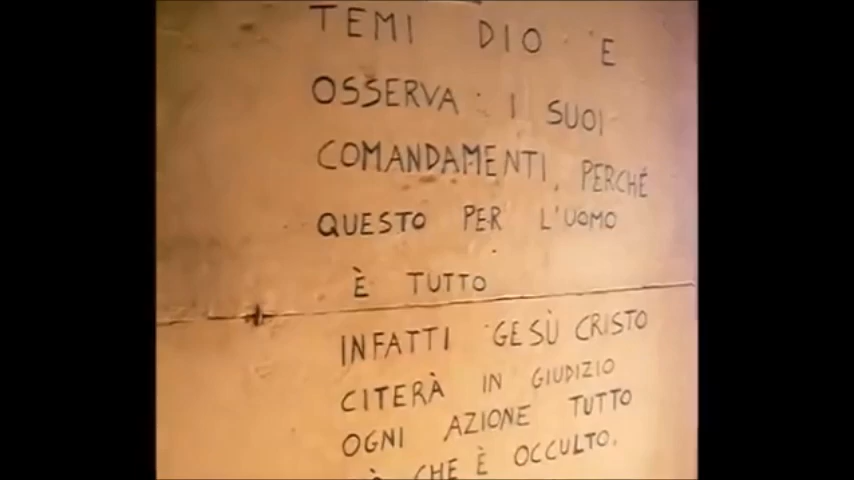 TEMI DIO E
OSSERVA I SUOI
COMANDAMENTI, PERCHÉ
QUESTO PER L'UOMO
È TUTTO
INFATTI GESÙ CRISTO
CITERÀ IN GIUDIZIO
OGNI AZIONE TUTTO
CHE È OCCULTO.